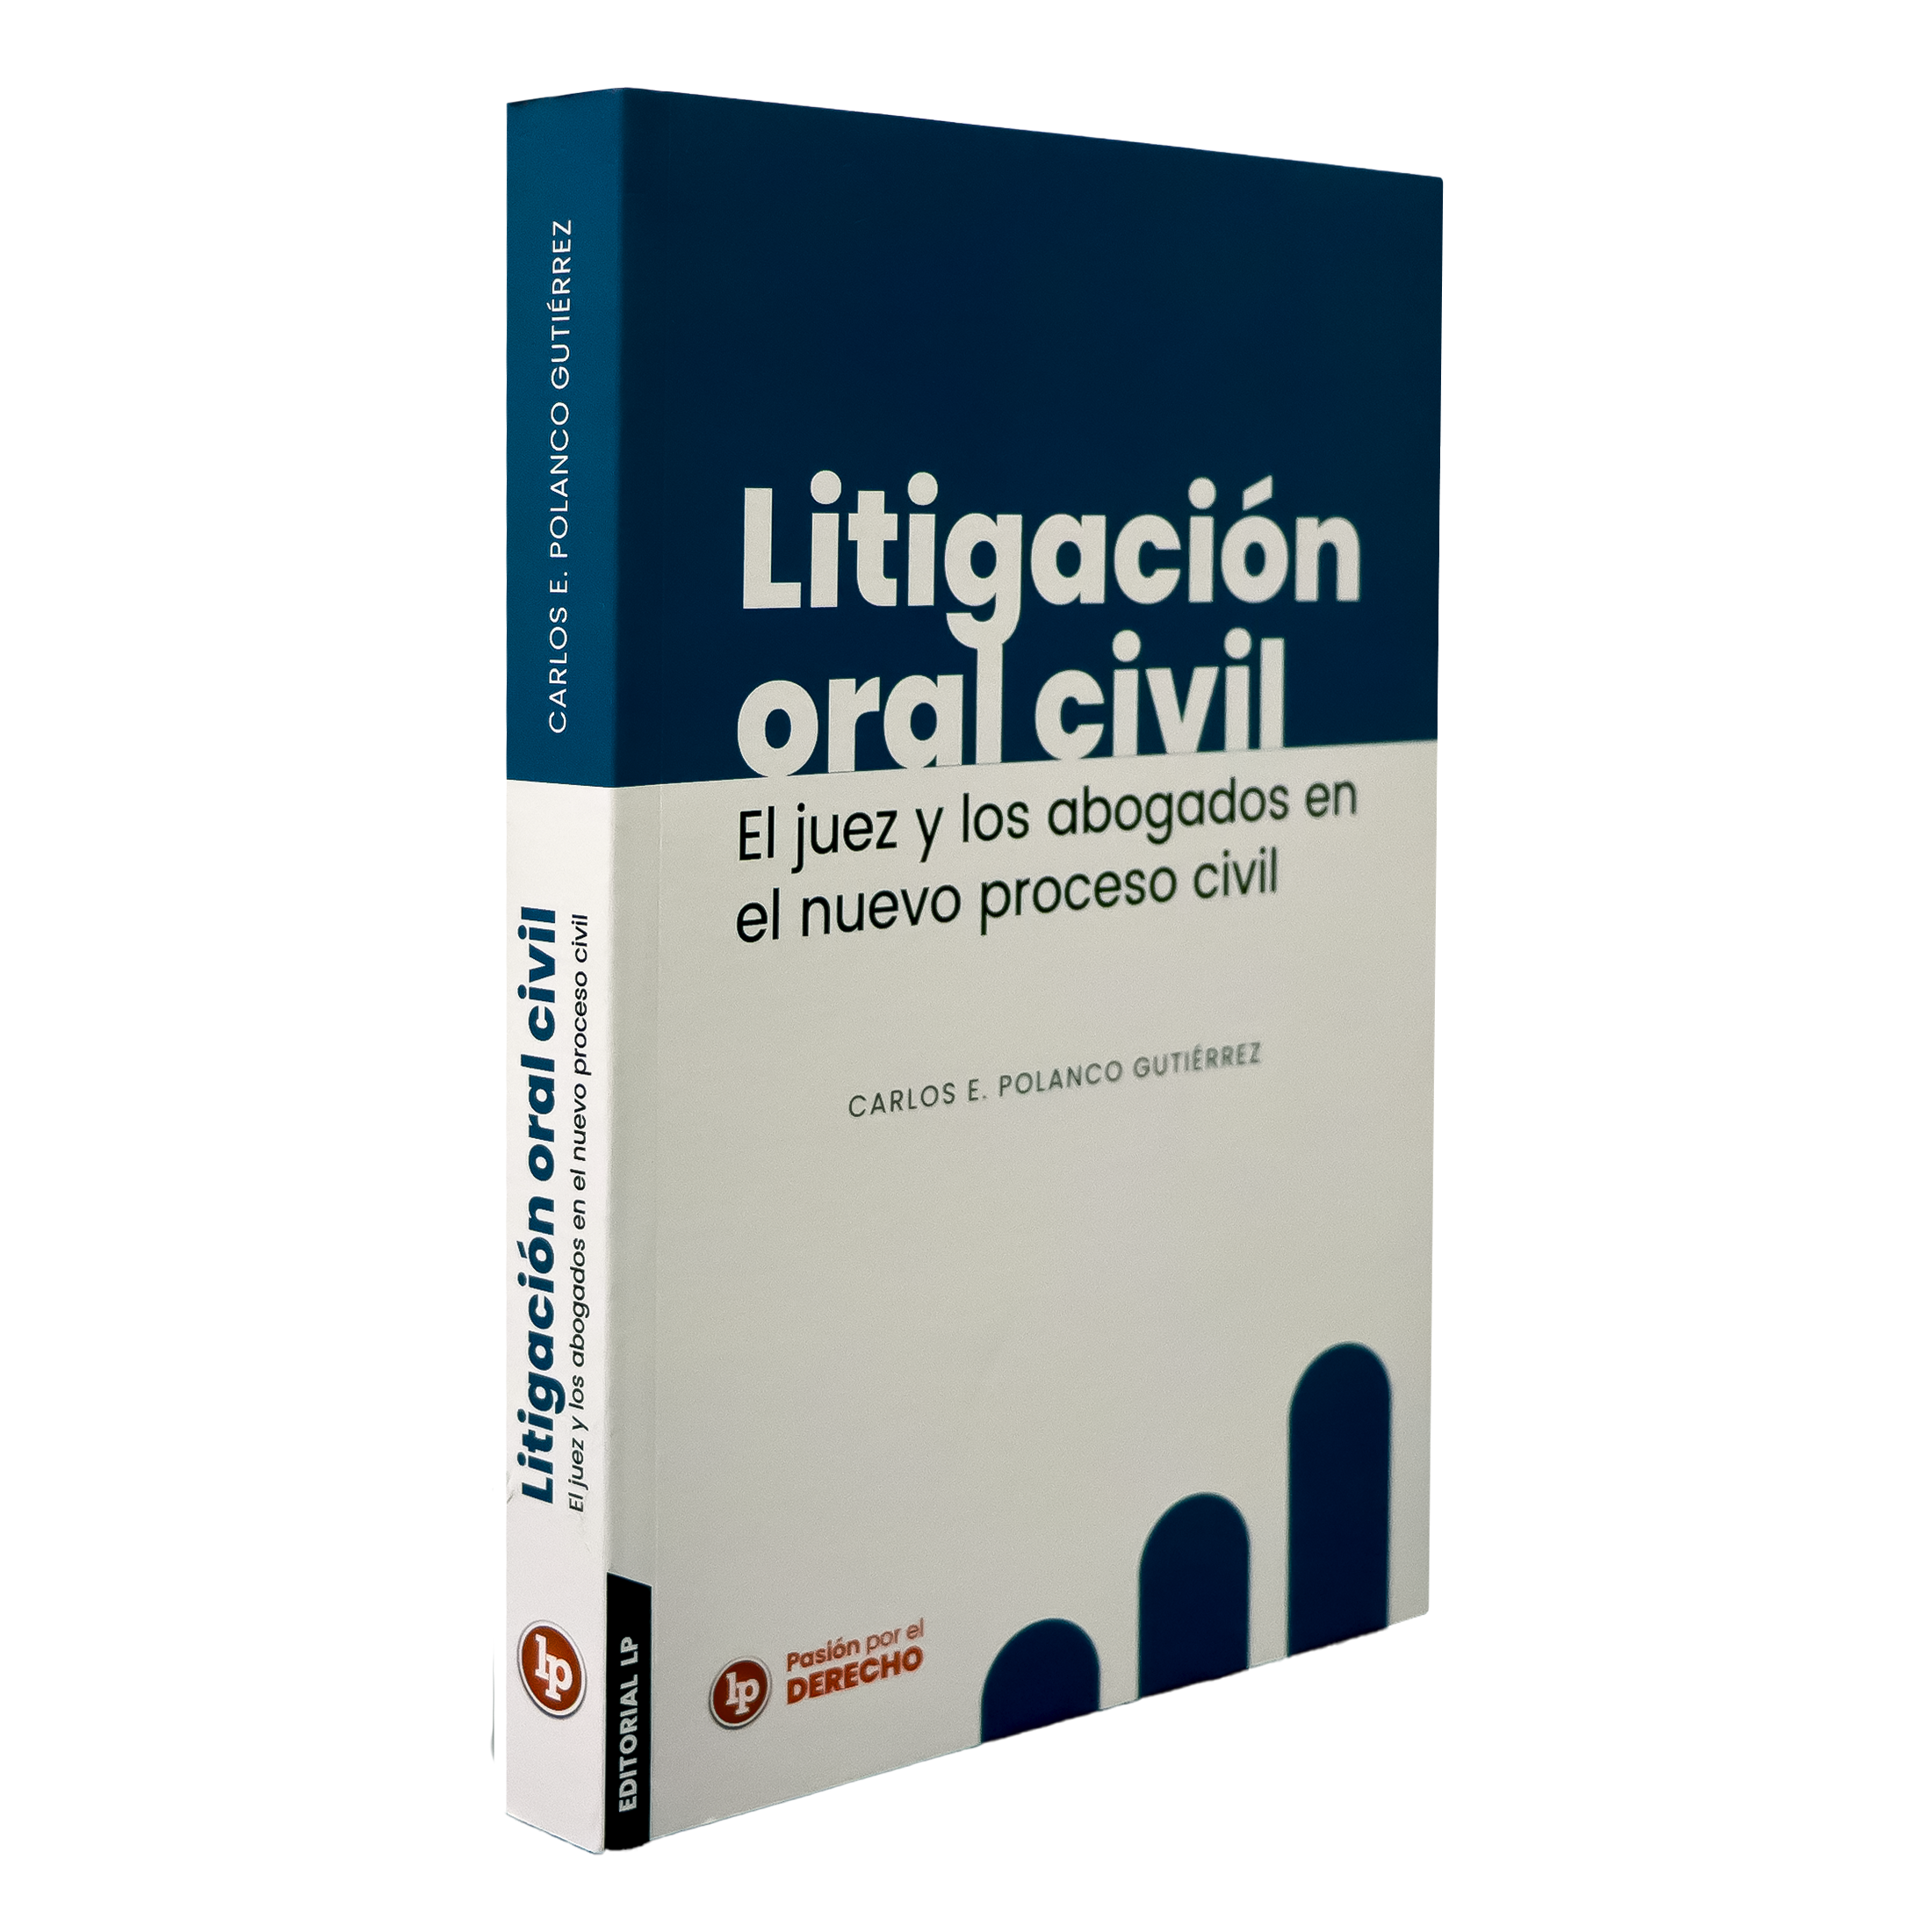 CARLOS E. POLANCO GUTIÉRREZ
Litigación oral civil
El juez y los abogados en el nuevo proceso civil
lp
EDITORIAL LP
Litigación
oral civil
El juez y los abogados en
el nuevo proceso civil
CARLOS E. POLANCO GUTIÉRREZ
lp
Pasión por el
DERECHO